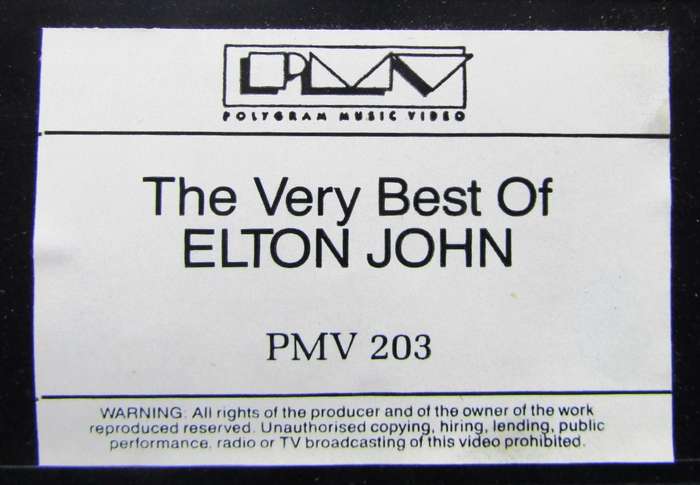 PMV
POLYGRAM MUSIC VIDEO
The Very Best Of
ELTON JOHN
PMV 203
WARNING: All rights of the producer and of the owner of the work
reproduced reserved. Unauthorised copying, hiring, lending, public
performance, radio or TV broadcasting of this video prohibited.